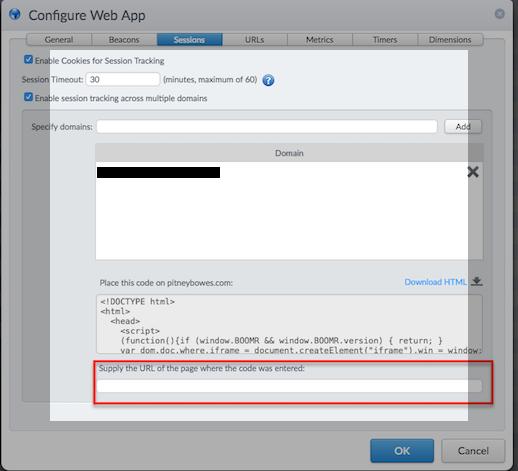 Configure Web App
General Beacons Sessions URLs Metrics Timers Dimensions
Enable Cookies for Session Tracking
Session Timeout: 30 (minutes, maximum of 60) ?
Enable session tracking across multiple domains
Specify domains: Add
Domain
Place this code on pitneybowes.com: Download HTML
<!DOCTYPE html>
<html>
<head>
<script>
(function(){if (window.BOOMR && window.BOOMR.version) { return; }
var dom,doc,where,iframe = document.createElement("iframe"),win = window;
Supply the URL of the page where the code was entered:
OK Cancel